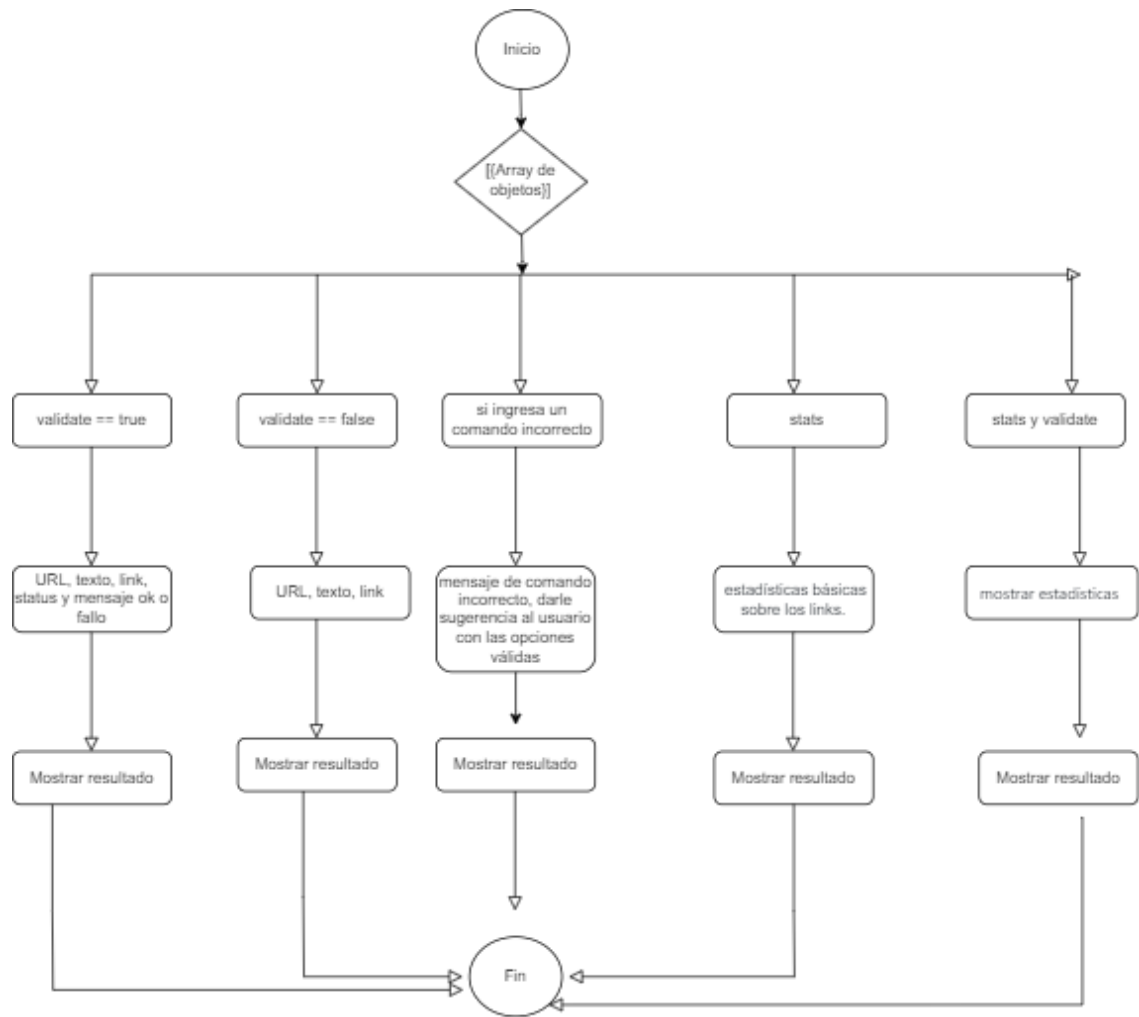 Inicio
[{Array de
objetos}]
validate == true
validate == false
si ingresa un
comando incorrecto
stats
stats y validate
URL, texto, link,
status y mensaje ok o
fallo
URL, texto, link
mensaje de comando
incorrecto, darle
sugerencia al usuario
con las opciones
válidas
estadísticas básicas
sobre los links.
mostrar estadísticas
Mostrar resultado
Mostrar resultado
Mostrar resultado
Mostrar resultado
Mostrar resultado
Fin